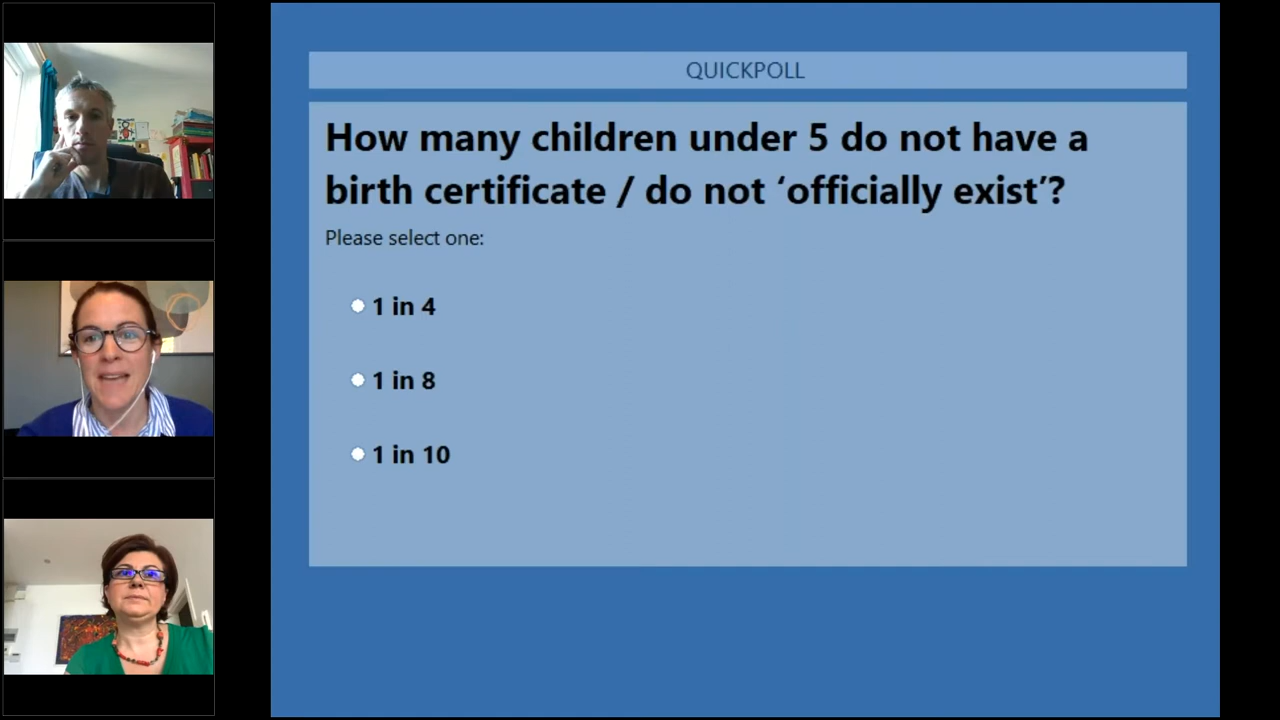 QUICKPOLL
How many children under 5 do not have a
birth certificate / do not ‘officially exist’?
Please select one:
1 in 4
1 in 8
1 in 10